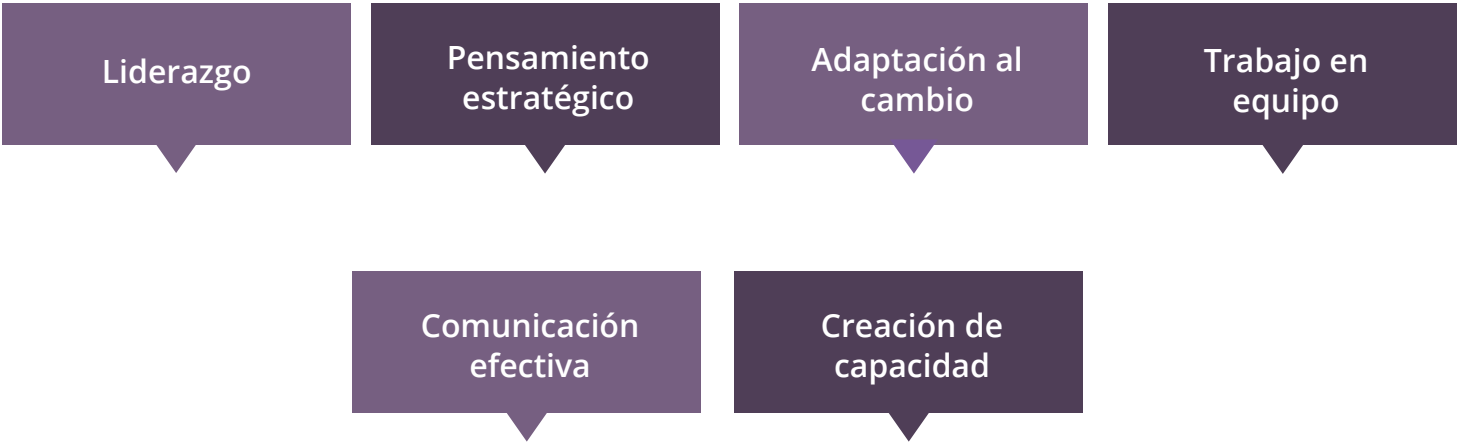 Liderazgo
Pensamiento
estratégico
Adaptación al
cambio
Trabajo en
equipo
Comunicación
efectiva
Creación de
capacidad